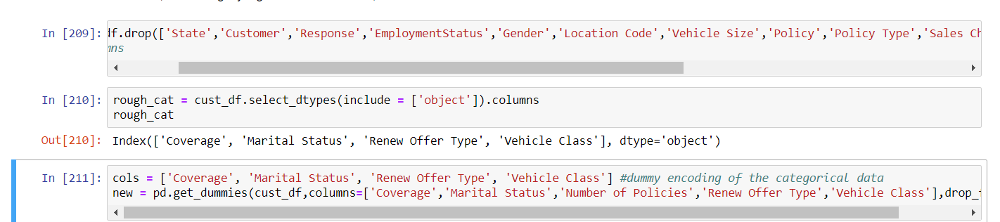 In [209]: df.drop(['State','Customer','Response','EmploymentStatus','Gender','Location Code','Vehicle Size','Policy','Policy Type','Sales Ch
ns
In [210]: rough_cat = cust_df.select_dtypes(include = ['object']).columns
rough_cat
Out[210]: Index(['Coverage', 'Marital Status', 'Renew Offer Type', 'Vehicle Class'], dtype='object')
In [211]: cols = ['Coverage', 'Marital Status', 'Renew Offer Type', 'Vehicle Class'] #dummy encoding of the categorical data
new = pd.get_dummies(cust_df,columns=['Coverage','Marital Status','Number of Policies','Renew Offer Type','Vehicle Class'],drop_